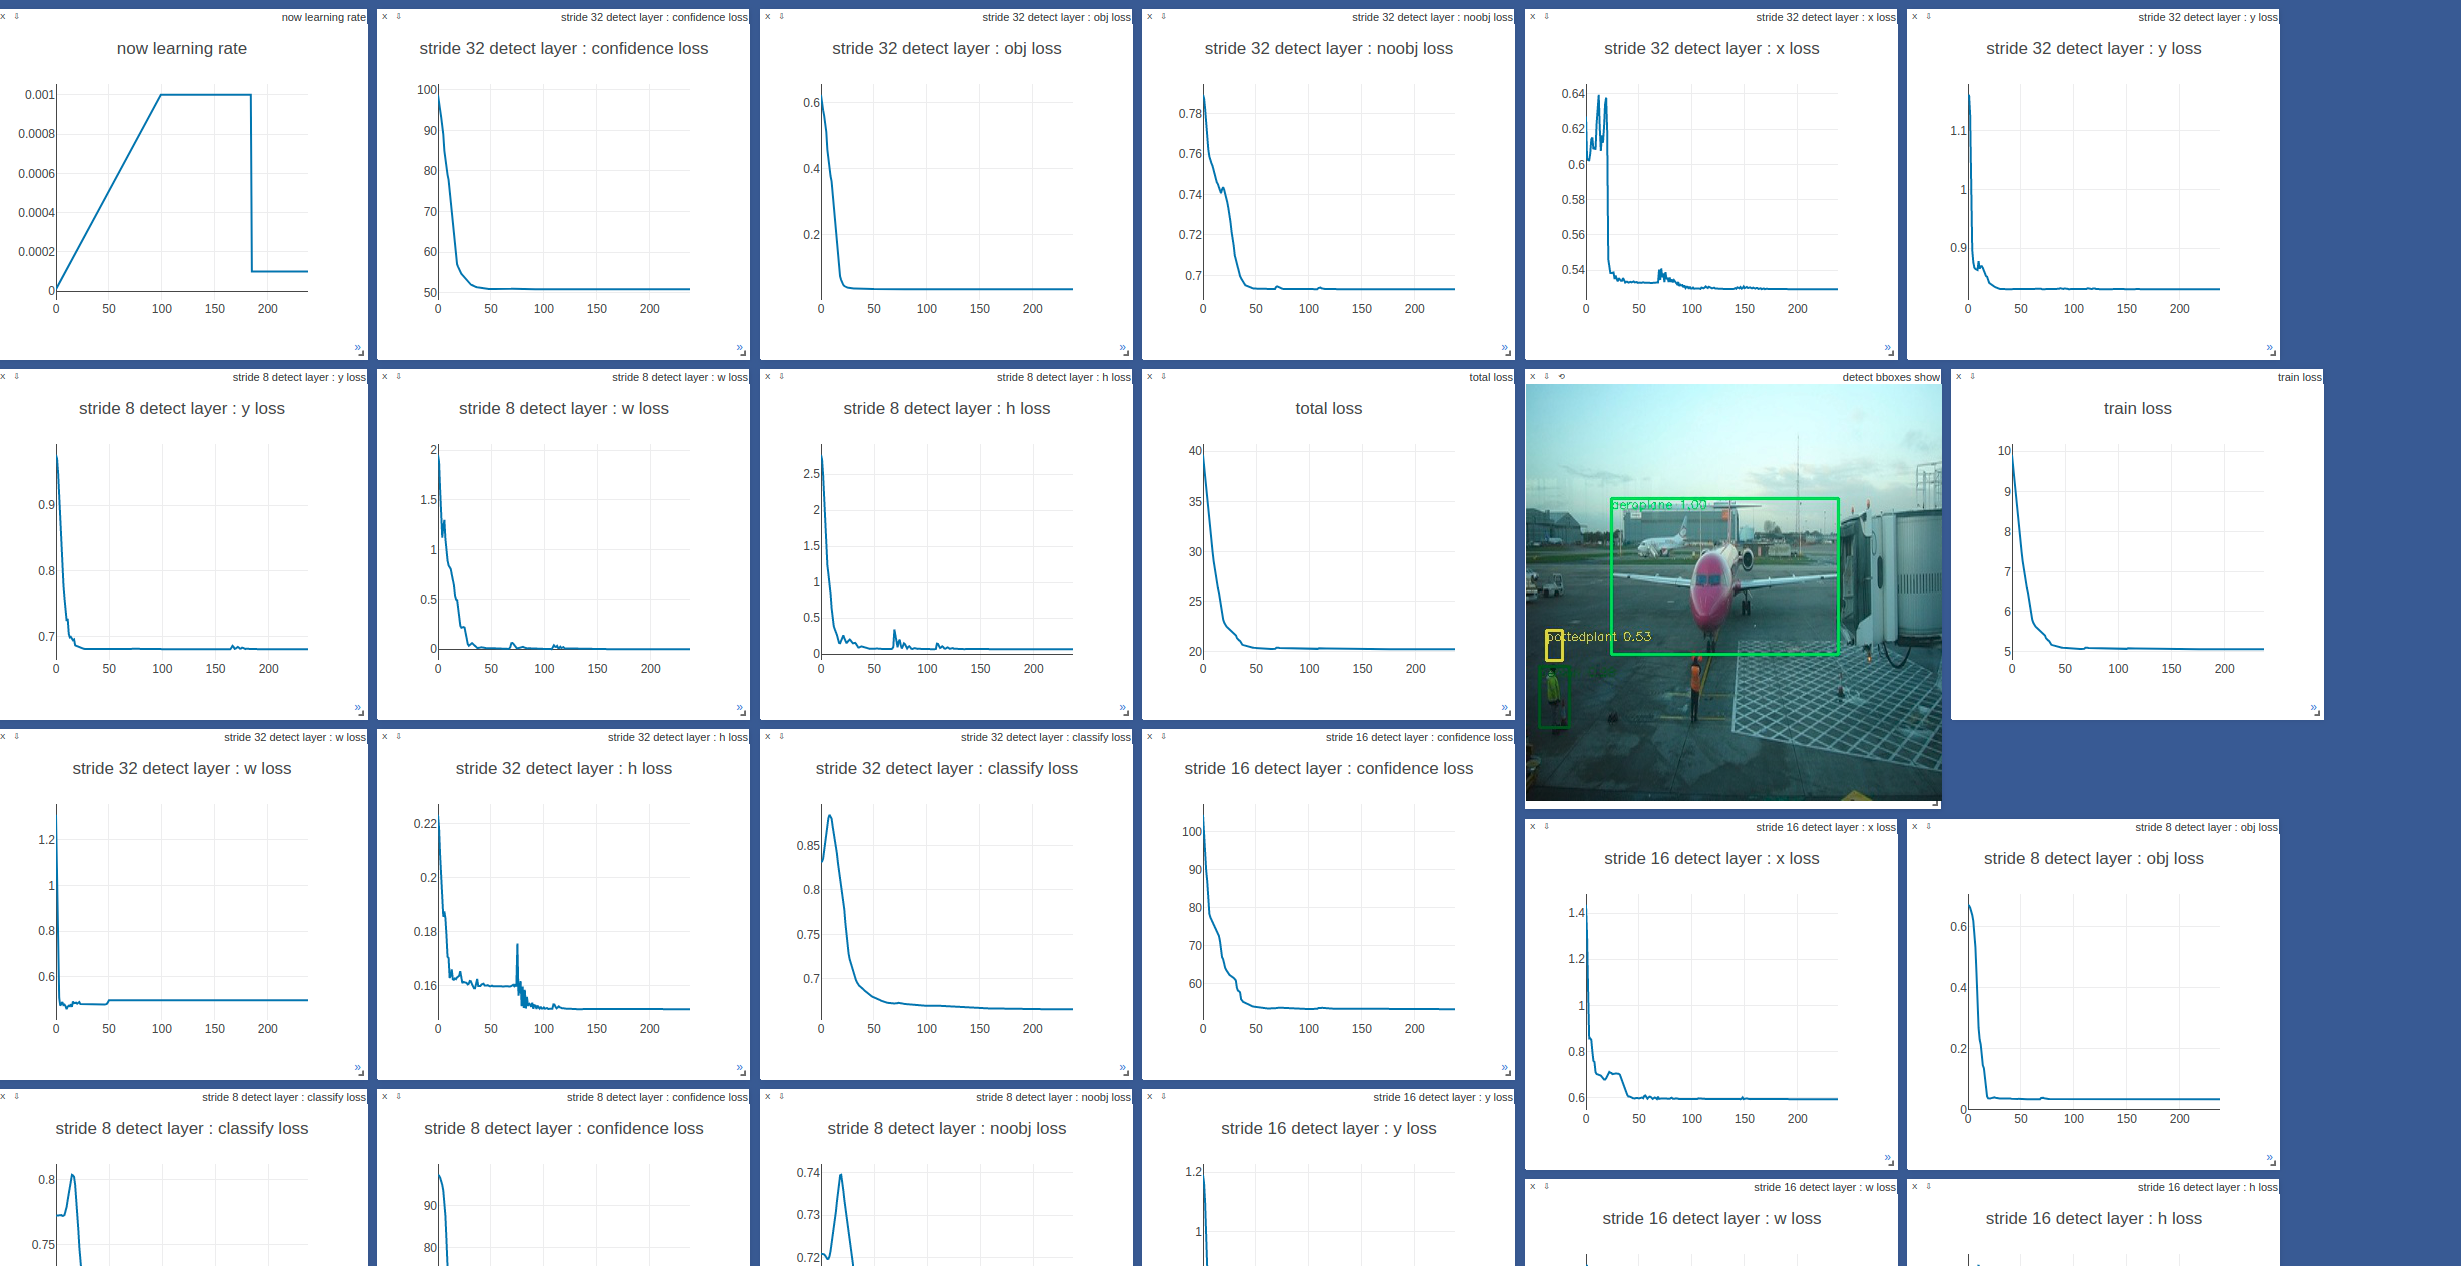 X ⇩ now learning rate
now learning rate
0.001
0.0008
0.0006
0.0004
0.0002
0
0 50 100 150 200
»
X ⇩ stride 32 detect layer : confidence loss
stride 32 detect layer : confidence loss
100
90
80
70
60
50
0 50 100 150 200
»
X ⇩ stride 32 detect layer : obj loss
stride 32 detect layer : obj loss
0.6
0.4
0.2
0 50 100 150 200
»
X ⇩ stride 32 detect layer : noobj loss
stride 32 detect layer : noobj loss
0.78
0.76
0.74
0.72
0.7
0 50 100 150 200
»
X ⇩ stride 32 detect layer : x loss
stride 32 detect layer : x loss
0.64
0.62
0.6
0.58
0.56
0.54
0 50 100 150 200
»
X ⇩ stride 32 detect layer : y loss
stride 32 detect layer : y loss
1.1
1
0.9
0 50 100 150 200
»
X ⇩ stride 8 detect layer : y loss
stride 8 detect layer : y loss
0.9
0.8
0.7
0 50 100 150 200
»
X ⇩ stride 8 detect layer : w loss
stride 8 detect layer : w loss
2
1.5
1
0.5
0
0 50 100 150 200
»
X ⇩ stride 8 detect layer : h loss
stride 8 detect layer : h loss
2.5
2
1.5
1
0.5
0
0 50 100 150 200
»
X ⇩ total loss
total loss
40
35
30
25
20
0 50 100 150 200
»
X ⇩ ⟲ detect bboxes show
aeroplane 1.00
pottedplant 0.53
X ⇩ train loss
train loss
10
9
8
7
6
5
0 50 100 150 200
»
X ⇩ stride 32 detect layer : w loss
stride 32 detect layer : w loss
1.2
1
0.8
0.6
0 50 100 150 200
»
X ⇩ stride 32 detect layer : h loss
stride 32 detect layer : h loss
0.22
0.2
0.18
0.16
0 50 100 150 200
»
X ⇩ stride 32 detect layer : classify loss
stride 32 detect layer : classify loss
0.85
0.8
0.75
0.7
0 50 100 150 200
»
X ⇩ stride 16 detect layer : confidence loss
stride 16 detect layer : confidence loss
100
90
80
70
60
0 50 100 150 200
»
X ⇩ stride 16 detect layer : x loss
stride 16 detect layer : x loss
1.4
1.2
1
0.8
0.6
0 50 100 150 200
»
X ⇩ stride 8 detect layer : obj loss
stride 8 detect layer : obj loss
0.6
0.4
0.2
0
0 50 100 150 200
»
X ⇩ stride 8 detect layer : classify loss
stride 8 detect layer : classify loss
0.8
0.75
X ⇩ stride 8 detect layer : confidence loss
stride 8 detect layer : confidence loss
90
80
X ⇩ stride 8 detect layer : noobj loss
stride 8 detect layer : noobj loss
0.74
0.73
0.72
X ⇩ stride 16 detect layer : y loss
stride 16 detect layer : y loss
1.2
1
X ⇩ stride 16 detect layer : w loss
stride 16 detect layer : w loss
X ⇩ stride 16 detect layer : h loss
stride 16 detect layer : h loss